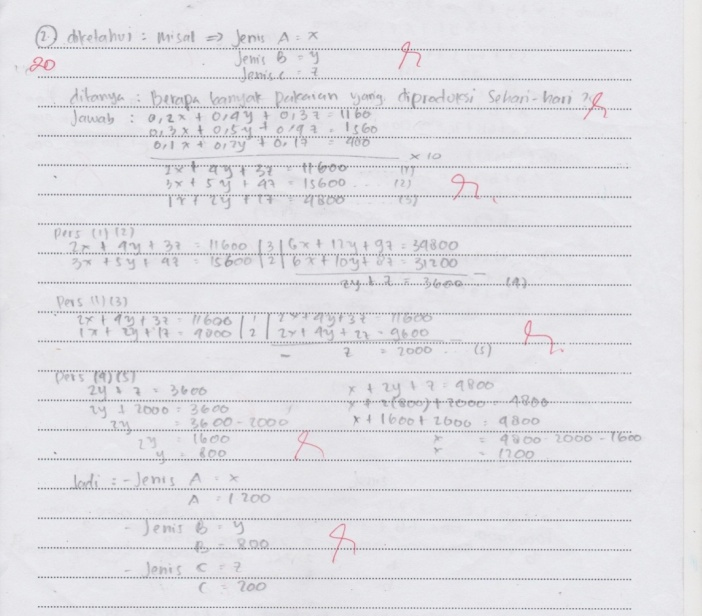 2. diketahui : Misal => Jenis A = x
20
Jenis B = y
Jenis C = z
ditanya : Berapa banyak pakaian yang diproduksi sehari-hari ?
Jawab : 0,2x + 0,4y + 0,3z = 1160
0,3x + 0,5y + 0,4z = 1560
0,1x + 0,2y + 0,1z = 480
x 10
2x + 4y + 3z = 11600 (1)
3x + 5y + 4z = 15600 ... (2)
1x + 2y + 1z = 4800 (3)
Pers (1) (2)
2x + 4y + 3z = 11600 |3| 6x + 12y + 9z = 34800
3x + 5y + 4z = 15600 |2| 6x + 10y + 8z = 31200
2y + z = 3600 (4)
Pers (1) (3)
2x + 4y + 3z = 11600 |1| 2x + 4y + 3z = 11600
1x + 2y + 1z = 4800 |2| 2x + 4y + 2z = 9600
z = 2000 ... (5)
Pers (4) (5)
2y + z = 3600
2y + 2000 = 3600
2y = 3600 - 2000
2y = 1600
y = 800
x + 2y + z = 4800
x + 2(800) + 2000 = 4800
x + 1600 + 2000 = 4800
x = 4800 - 2000 - 1600
x = 1200
Jadi : - Jenis A = x
A = 1200
- Jenis B = y
B = 800
- Jenis C = z
C = 200